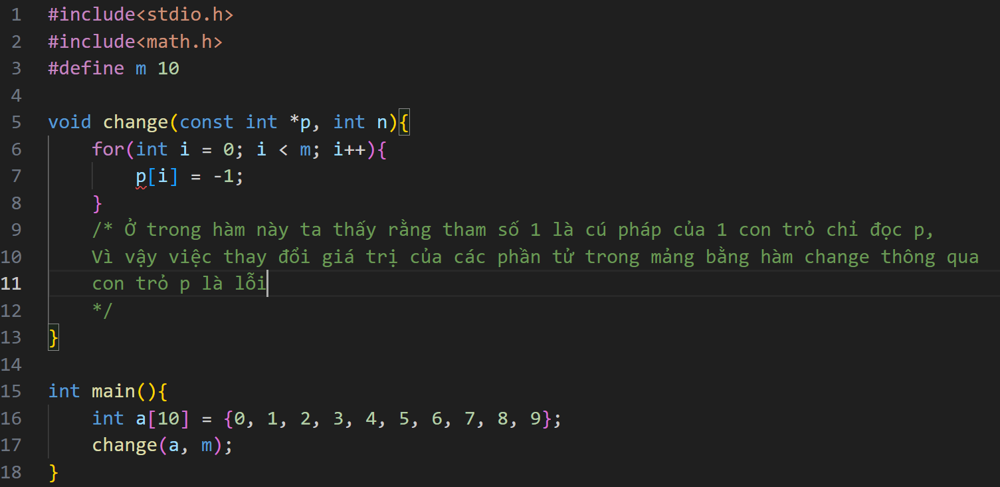 1 #include<stdio.h>
2 #include<math.h>
3 #define m 10
4
5 void change(const int *p, int n){
6     for(int i = 0; i < m; i++){
7         p[i] = -1;
8     }
9     /* Ở trong hàm này ta thấy rằng tham số 1 là cú pháp của 1 con trỏ chỉ đọc p,
10     Vì vậy việc thay đổi giá trị của các phần tử trong mảng bằng hàm change thông qua
11     con trỏ p là lỗi
12     */
13 }
14
15 int main(){
16     int a[10] = {0, 1, 2, 3, 4, 5, 6, 7, 8, 9};
17     change(a, m);
18 }